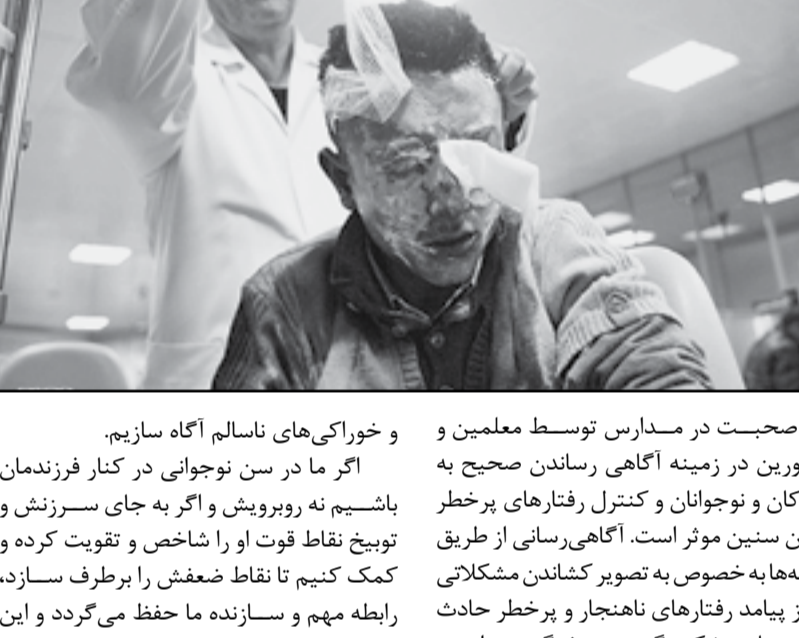 صحبت در مدارس توسط معلمین و
در زمینه آگاهی رساندن صحیح به
و نوجوانان و کنترل رفتارهای پرخطر
سنین موثر است. آگاهی‌رسانی از طریق
به خصوص به تصویر کشاندن مشکلاتی
پیامد رفتارهای ناهنجار و پرخطر حادث
و خوراکی‌های ناسالم آگاه سازیم.
اگر ما در سن نوجوانی در کنار فرزندمان
باشیم نه روبرویش و اگر به جای سرزنش و
توبیخ نقاط قوت او را شاخص و تقویت کرده و
کمک کنیم تا نقاط ضعفش را برطرف سازد،
رابطه مهم و سازنده ما حفظ می‌گردد و این